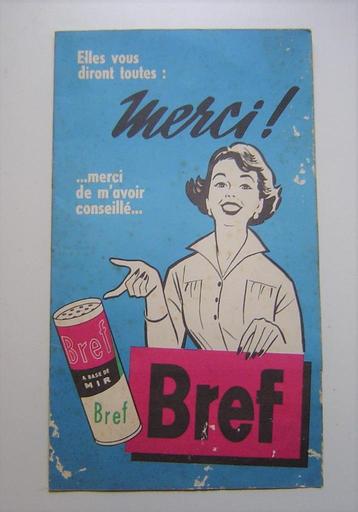 Elles vous
diront toutes :
merci!
...merci
de m'avoir
conseillé...
Bref
A BASE DE
MIR
Bref
Bref